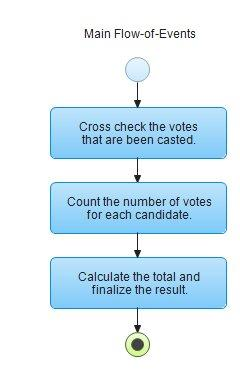 Main Flow-of-Events
Cross check the votes
that are been casted.
Count the number of votes
for each candidate.
Calculate the total and
finalize the result.